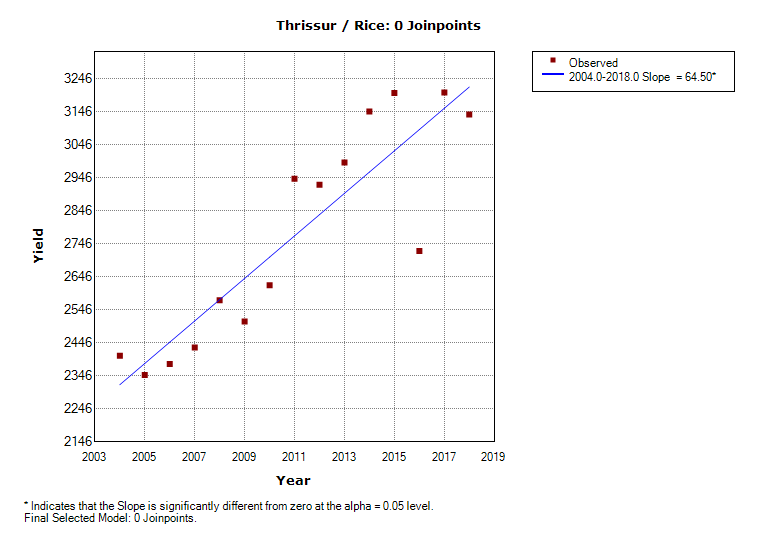 Thrissur / Rice: 0 Joinpoints
Observed
2004.0-2018.0 Slope = 64.50*
3246
3146
3046
2946
2846
2746
2646
2546
2446
2346
2246
2146
Yield
2003 2005 2007 2009 2011 2013 2015 2017 2019
Year
* Indicates that the Slope is significantly different from zero at the alpha = 0.05 level.
Final Selected Model: 0 Joinpoints.